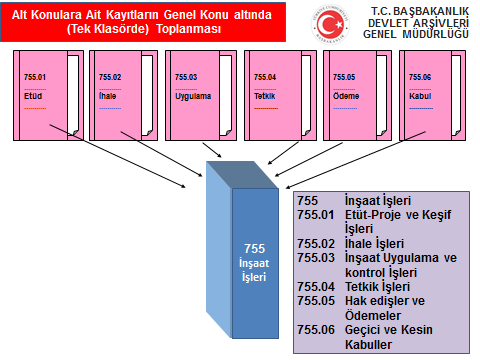 Alt Konulara Ait Kayıtların Genel Konu altında
(Tek Klasörde) Toplanması
T.C. BAŞBAKANLIK
DEVLET ARŞİVLERİ
GENEL MÜDÜRLÜĞÜ
755.01
Etüd
755.02
İhale
755.03
Uygulama
755.04
Tetkik
755.05
Ödeme
755.06
Kabul
755
İnşaat
İşleri
755 İnşaat İşleri
755.01 Etüt-Proje ve Keşif
İşleri
755.02 İhale İşleri
755.03 İnşaat Uygulama ve
kontrol İşleri
755.04 Tetkik İşleri
755.05 Hak edişler ve
Ödemeler
755.06 Geçici ve Kesin
Kabuller